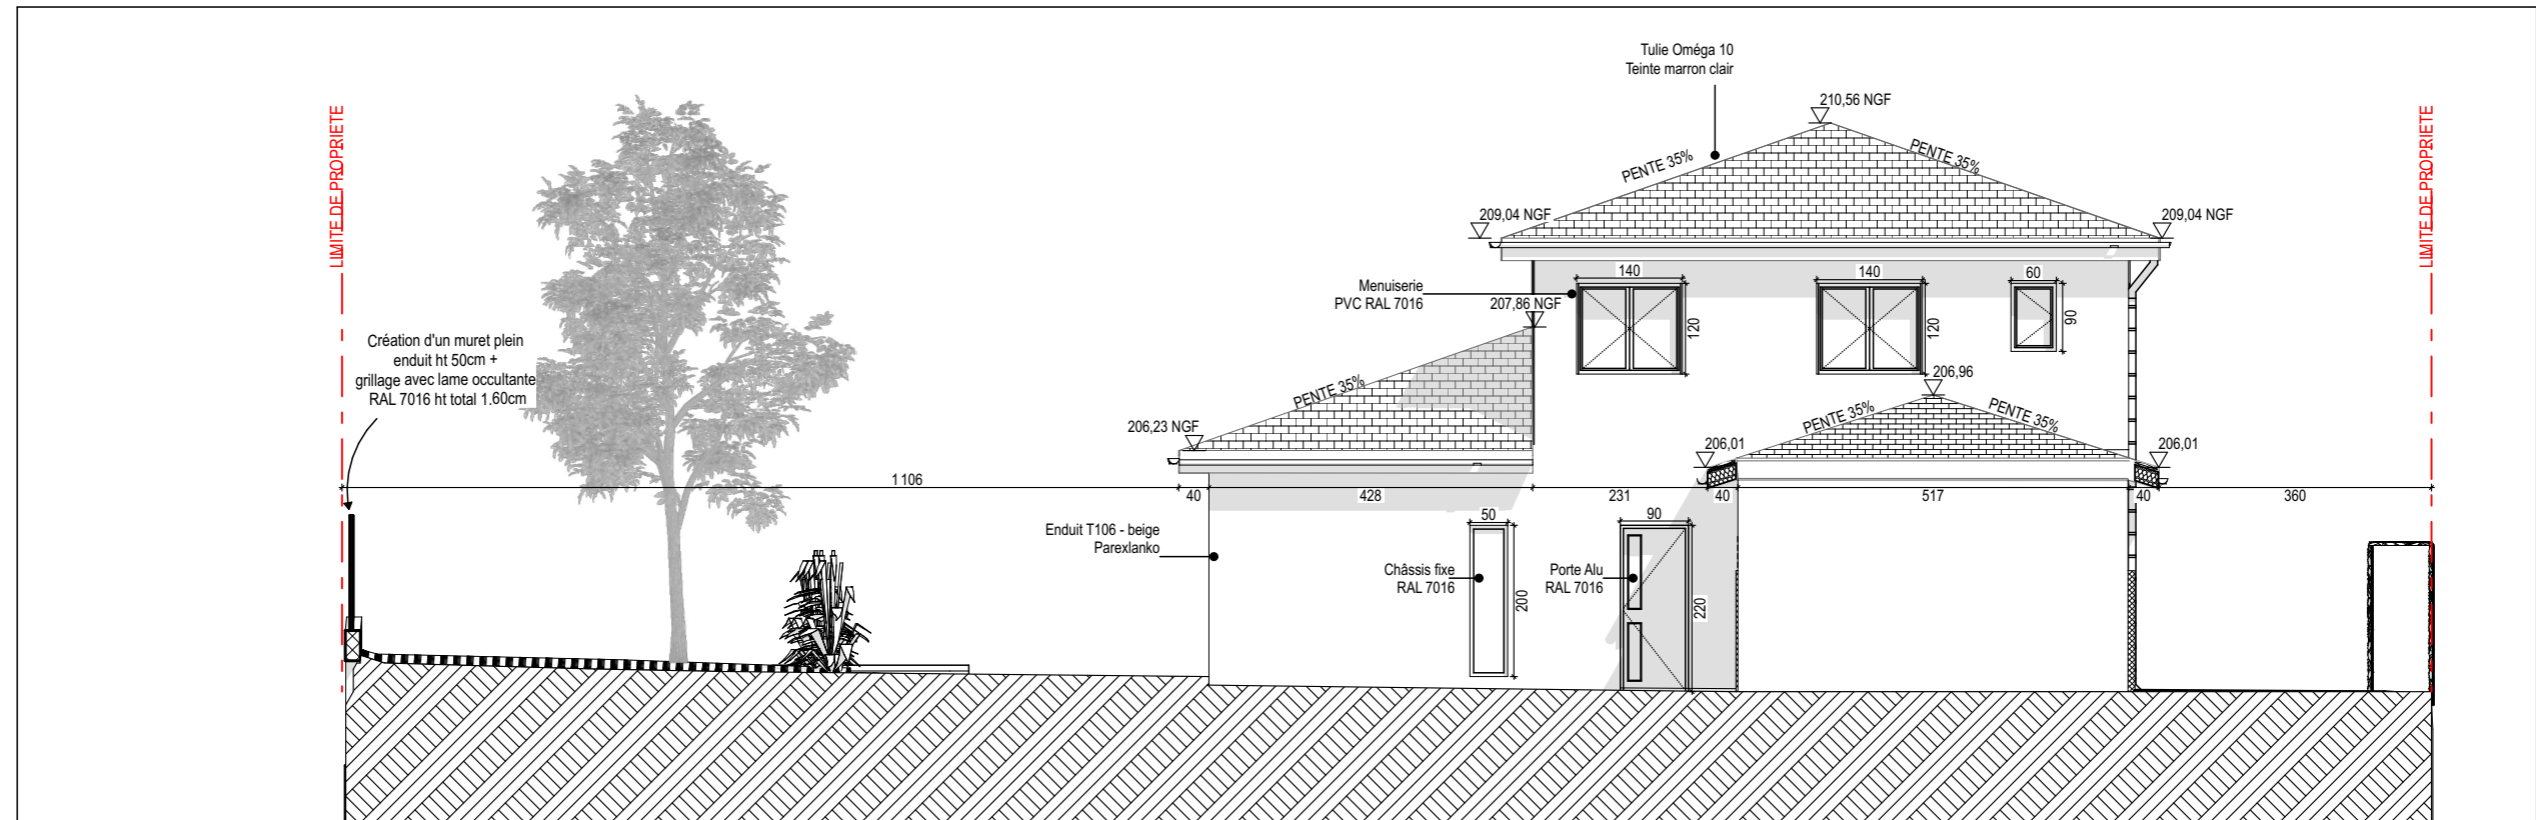 Tulie Oméga 10
Teinte marron clair
210,56 NGF
LIMITE DE PROPRIETE
LIMITE DE PROPRIETE
PENTE 35%
PENTE 35%
209,04 NGF
209,04 NGF
140
140
60
Menuiserie
PVC RAL 7016
207,86 NGF
120
120
90
Création d'un muret plein
enduit ht 50cm +
grillage avec lame occultante
RAL 7016 ht total 1.60cm
206,96
PENTE 35%
PENTE 35%
PENTE 35%
206,23 NGF
206,01
206,01
1106
40
428
231
40
517
40
360
50
90
Enduit T106 - beige
Parexlanko
Châssis fixe
RAL 7016
200
Porte Alu
RAL 7016
220